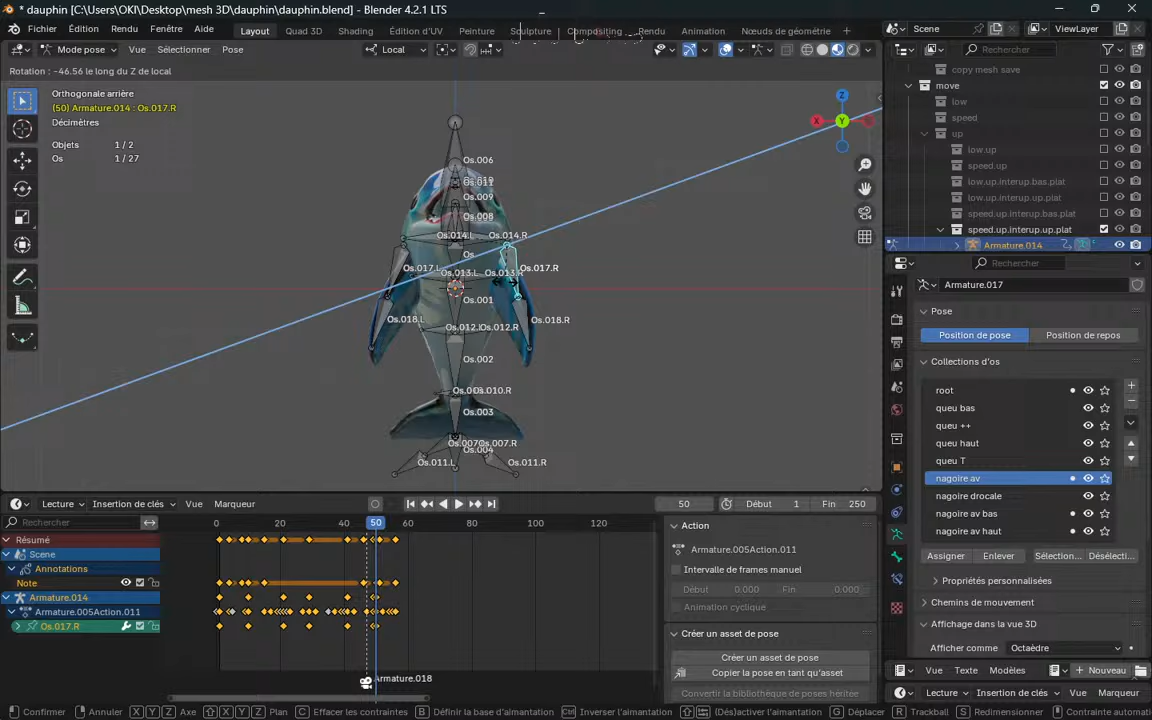 * dauphin [C:\Users\OKI\Desktop\mesh 3D\dauphin\dauphin.blend] - Blender 4.2.1 LTS
Fichier Édition Rendu Fenêtre Aide Layout Quad 3D Shading Édition d'UV Peinture Sculpture Compositing Rendu Animation Nœuds de géométrie Scene ViewLayer
Mode pose Vue Sélectionner Pose Local Rechercher
Rotation : -46.56 le long du Z de local
Orthogonale arrière
(50) Armature.014 : Os.017.R
Décimètres
Objets 1 / 2
Os 1 / 27
Z
X
Y
Os.006
Os.011
Os.009
Os.008
Os.014.L Os.014.R
Os
Os.017.L Os.013.L Os.013.R Os.017.R
Os.001
Os.018.L Os.012.L Os.012.R Os.018.R
Os.002
Os.010.R
Os.003
Os.007.R
Os.004
Os.011.L Os.011.R
copy mesh save
move
low
speed
up
low.up
speed.up
low.up.interup.bas.plat
low.up.interup.up.plat
speed.up.interup.bas.plat
speed.up.interup.up.plat
Armature.014
Rechercher
Armature.017
Pose
Position de pose Position de repos
Collections d'os
root
queu bas
queu ++
queu haut
queu T
nagoire av
nagoire drocale
nagoire av bas
nagoire av haut
Assigner Enlever Sélection... Désélecti...
Propriétés personnalisées
Chemins de mouvement
Affichage dans la vue 3D
Afficher comme Octaèdre
Vue Texte Modèles Nouveau
Lecture Insertion de clés Vue Marqueur
Lecture Insertion de clés Vue Marqueur 50 Début 1 Fin 250
Rechercher
0 20 40 50 60 80 100 120
Résumé
Scene
Annotations
Note
Armature.014
Armature.005Action.011
Os.017.R
Armature.018
Action
Armature.005Action.011
Intervalle de frames manuel
Début 0.000 Fin 0.000
Animation cyclique
Créer un asset de pose
Créer un asset de pose
Copier la pose en tant qu'asset
Convertir la bibliothèque de poses héritée
Confirmer Annuler X Y Z Axe X Y Z Plan C Effacer les contraintes B Définir la base d'aimantation Ctrl Inverser l'aimantation (Dés)activer l'aimantation G Déplacer R Trackball S Redimensionner Contrainte automati